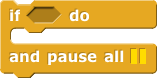 if do
and pause all